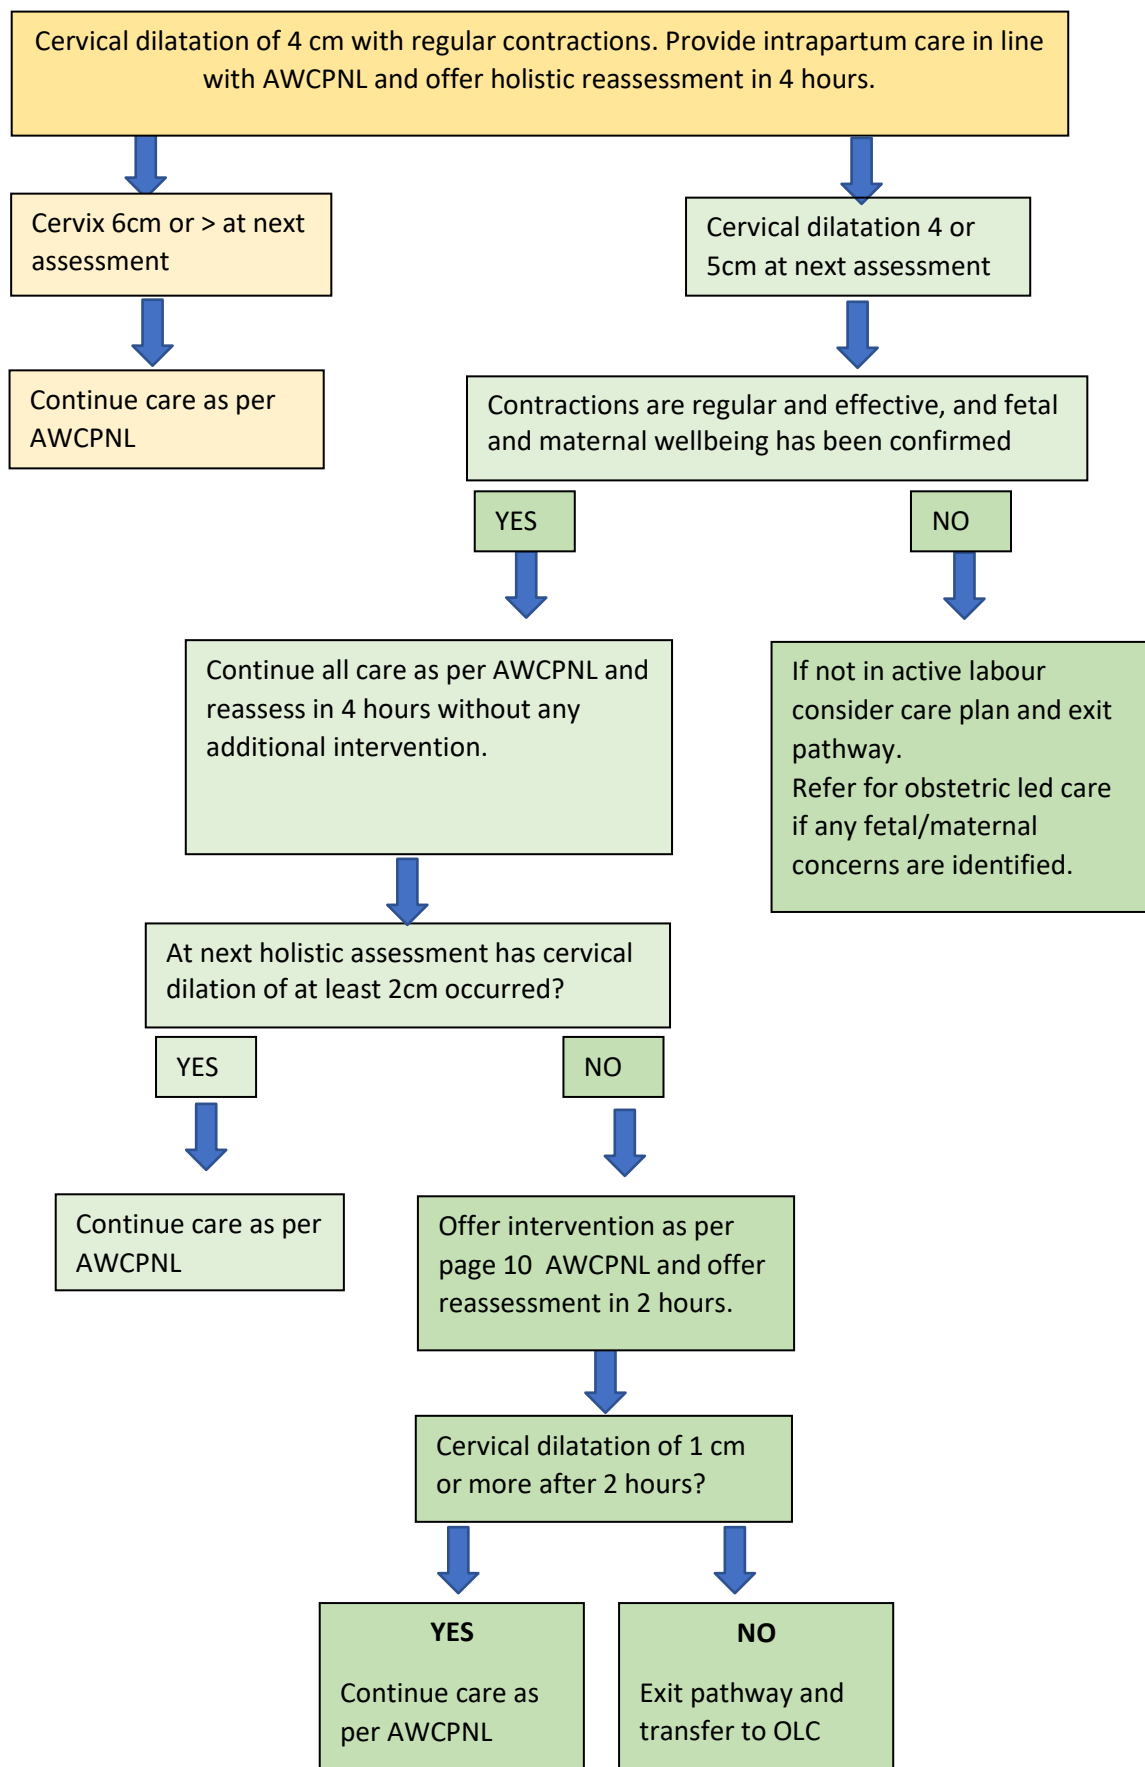 Cervical dilatation of 4 cm with regular contractions. Provide intrapartum care in line
with AWCPNL and offer holistic reassessment in 4 hours.
Cervix 6cm or > at next
assessment
Cervical dilatation 4 or
5cm at next assessment
Continue care as per
AWCPNL
Contractions are regular and effective, and fetal
and maternal wellbeing has been confirmed
YES
NO
Continue all care as per AWCPNL and
reassess in 4 hours without any
additional intervention.
If not in active labour
consider care plan and exit
pathway.
Refer for obstetric led care
if any fetal/maternal
concerns are identified.
At next holistic assessment has cervical
dilation of at least 2cm occurred?
YES
NO
Continue care as per
AWCPNL
Offer intervention as per
page 10 AWCPNL and offer
reassessment in 2 hours.
Cervical dilatation of 1 cm
or more after 2 hours?
YES
Continue care as
per AWCPNL
NO
Exit pathway and
transfer to OLC